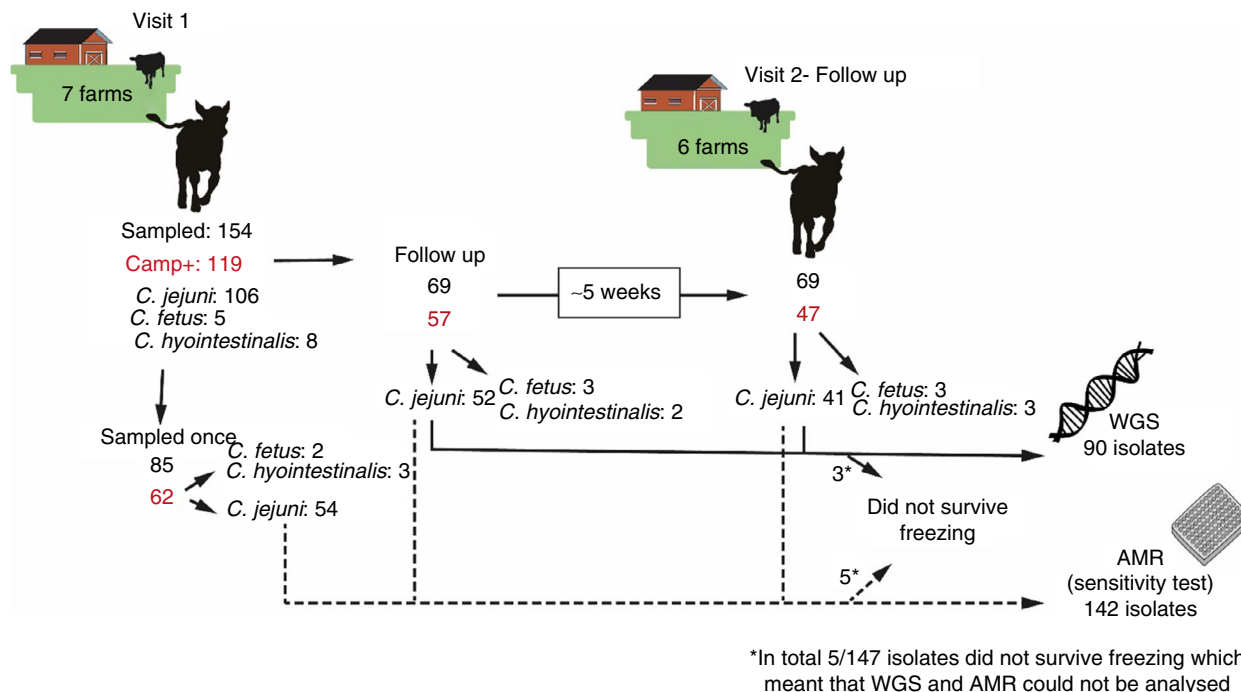 Visit 1
7 farms
Sampled: 154
Camp+: 119
C. jejuni: 106
C. fetus: 5
C. hyointestinalis: 8
Sampled once
85
62
C. fetus: 2
C. hyointestinalis: 3
C. jejuni: 54
Follow up
69
57
C. jejuni: 52
C. fetus: 3
C. hyointestinalis: 2
~5 weeks
Visit 2- Follow up
6 farms
69
47
C. jejuni: 41
C. fetus: 3
C. hyointestinalis: 3
WGS
90 isolates
3*
Did not survive
freezing
5*
AMR
(sensitivity test)
142 isolates
*In total 5/147 isolates did not survive freezing which
meant that WGS and AMR could not be analysed